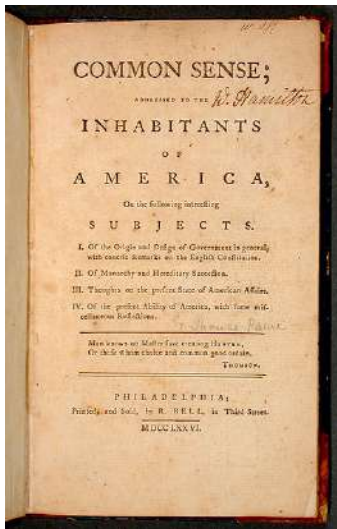 COMMON SENSE;
ADDRESSED TO THE
W. Hamilton
INHABITANTS
OF
AMERICA,
On the following interesting
SUBJECTS.
I. Of the Origin and Design of Government in general,
with concise Remarks on the English Constitution.
II. Of Monarchy and Hereditary Succession.
III. Thoughts on the present State of American Affairs.
IV. Of the present Ability of America, with some mis-
cellaneous Reflections.
Thomas Paine
Man knows no Master save creating HEAVEN,
Or those whom choice and common good ordain.
THOMSON.
PHILADELPHIA;
Printed, and Sold, by R. BELL, in Third-Street.
MDCCLXXVI.